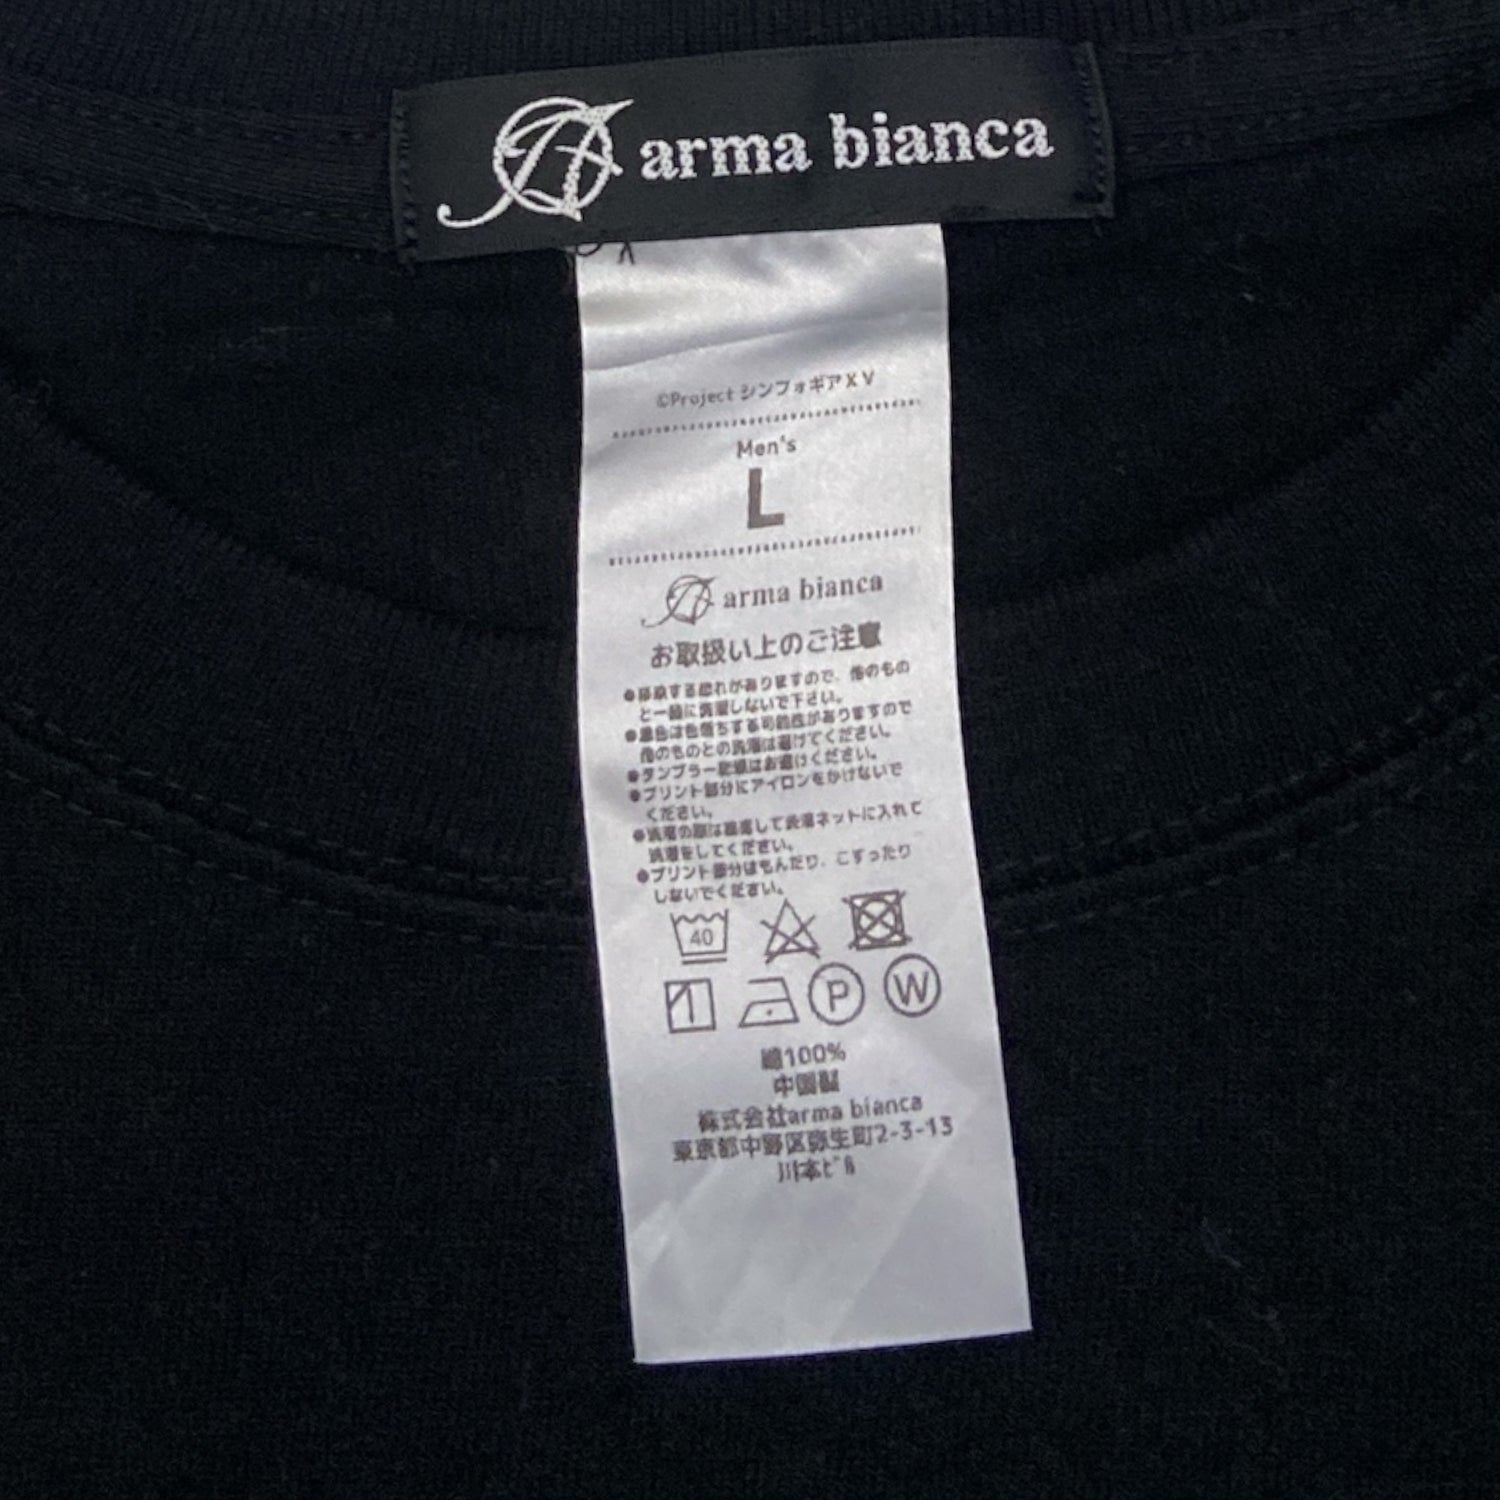 arma bianca
©Project シンフォギアXV
Men's
L
arma bianca
お取扱い上のご注意
●移染する恐れがありますので、他のもの
と一緒に洗濯しないで下さい。
●濃色は色落ちする可能性がありますので
他のものとの洗濯は避けてください。
●タンブラー乾燥はお避けください。
●プリント部分にアイロンをかけないで
ください。
●洗濯の際は裏返して洗濯ネットに入れて
洗濯をしてください。
●プリント部分はもんだり、こすったり
しないでください。
40
P
W
綿100%
中国製
株式会社arma bianca
東京都中野区弥生町2-3-13
川本ビル